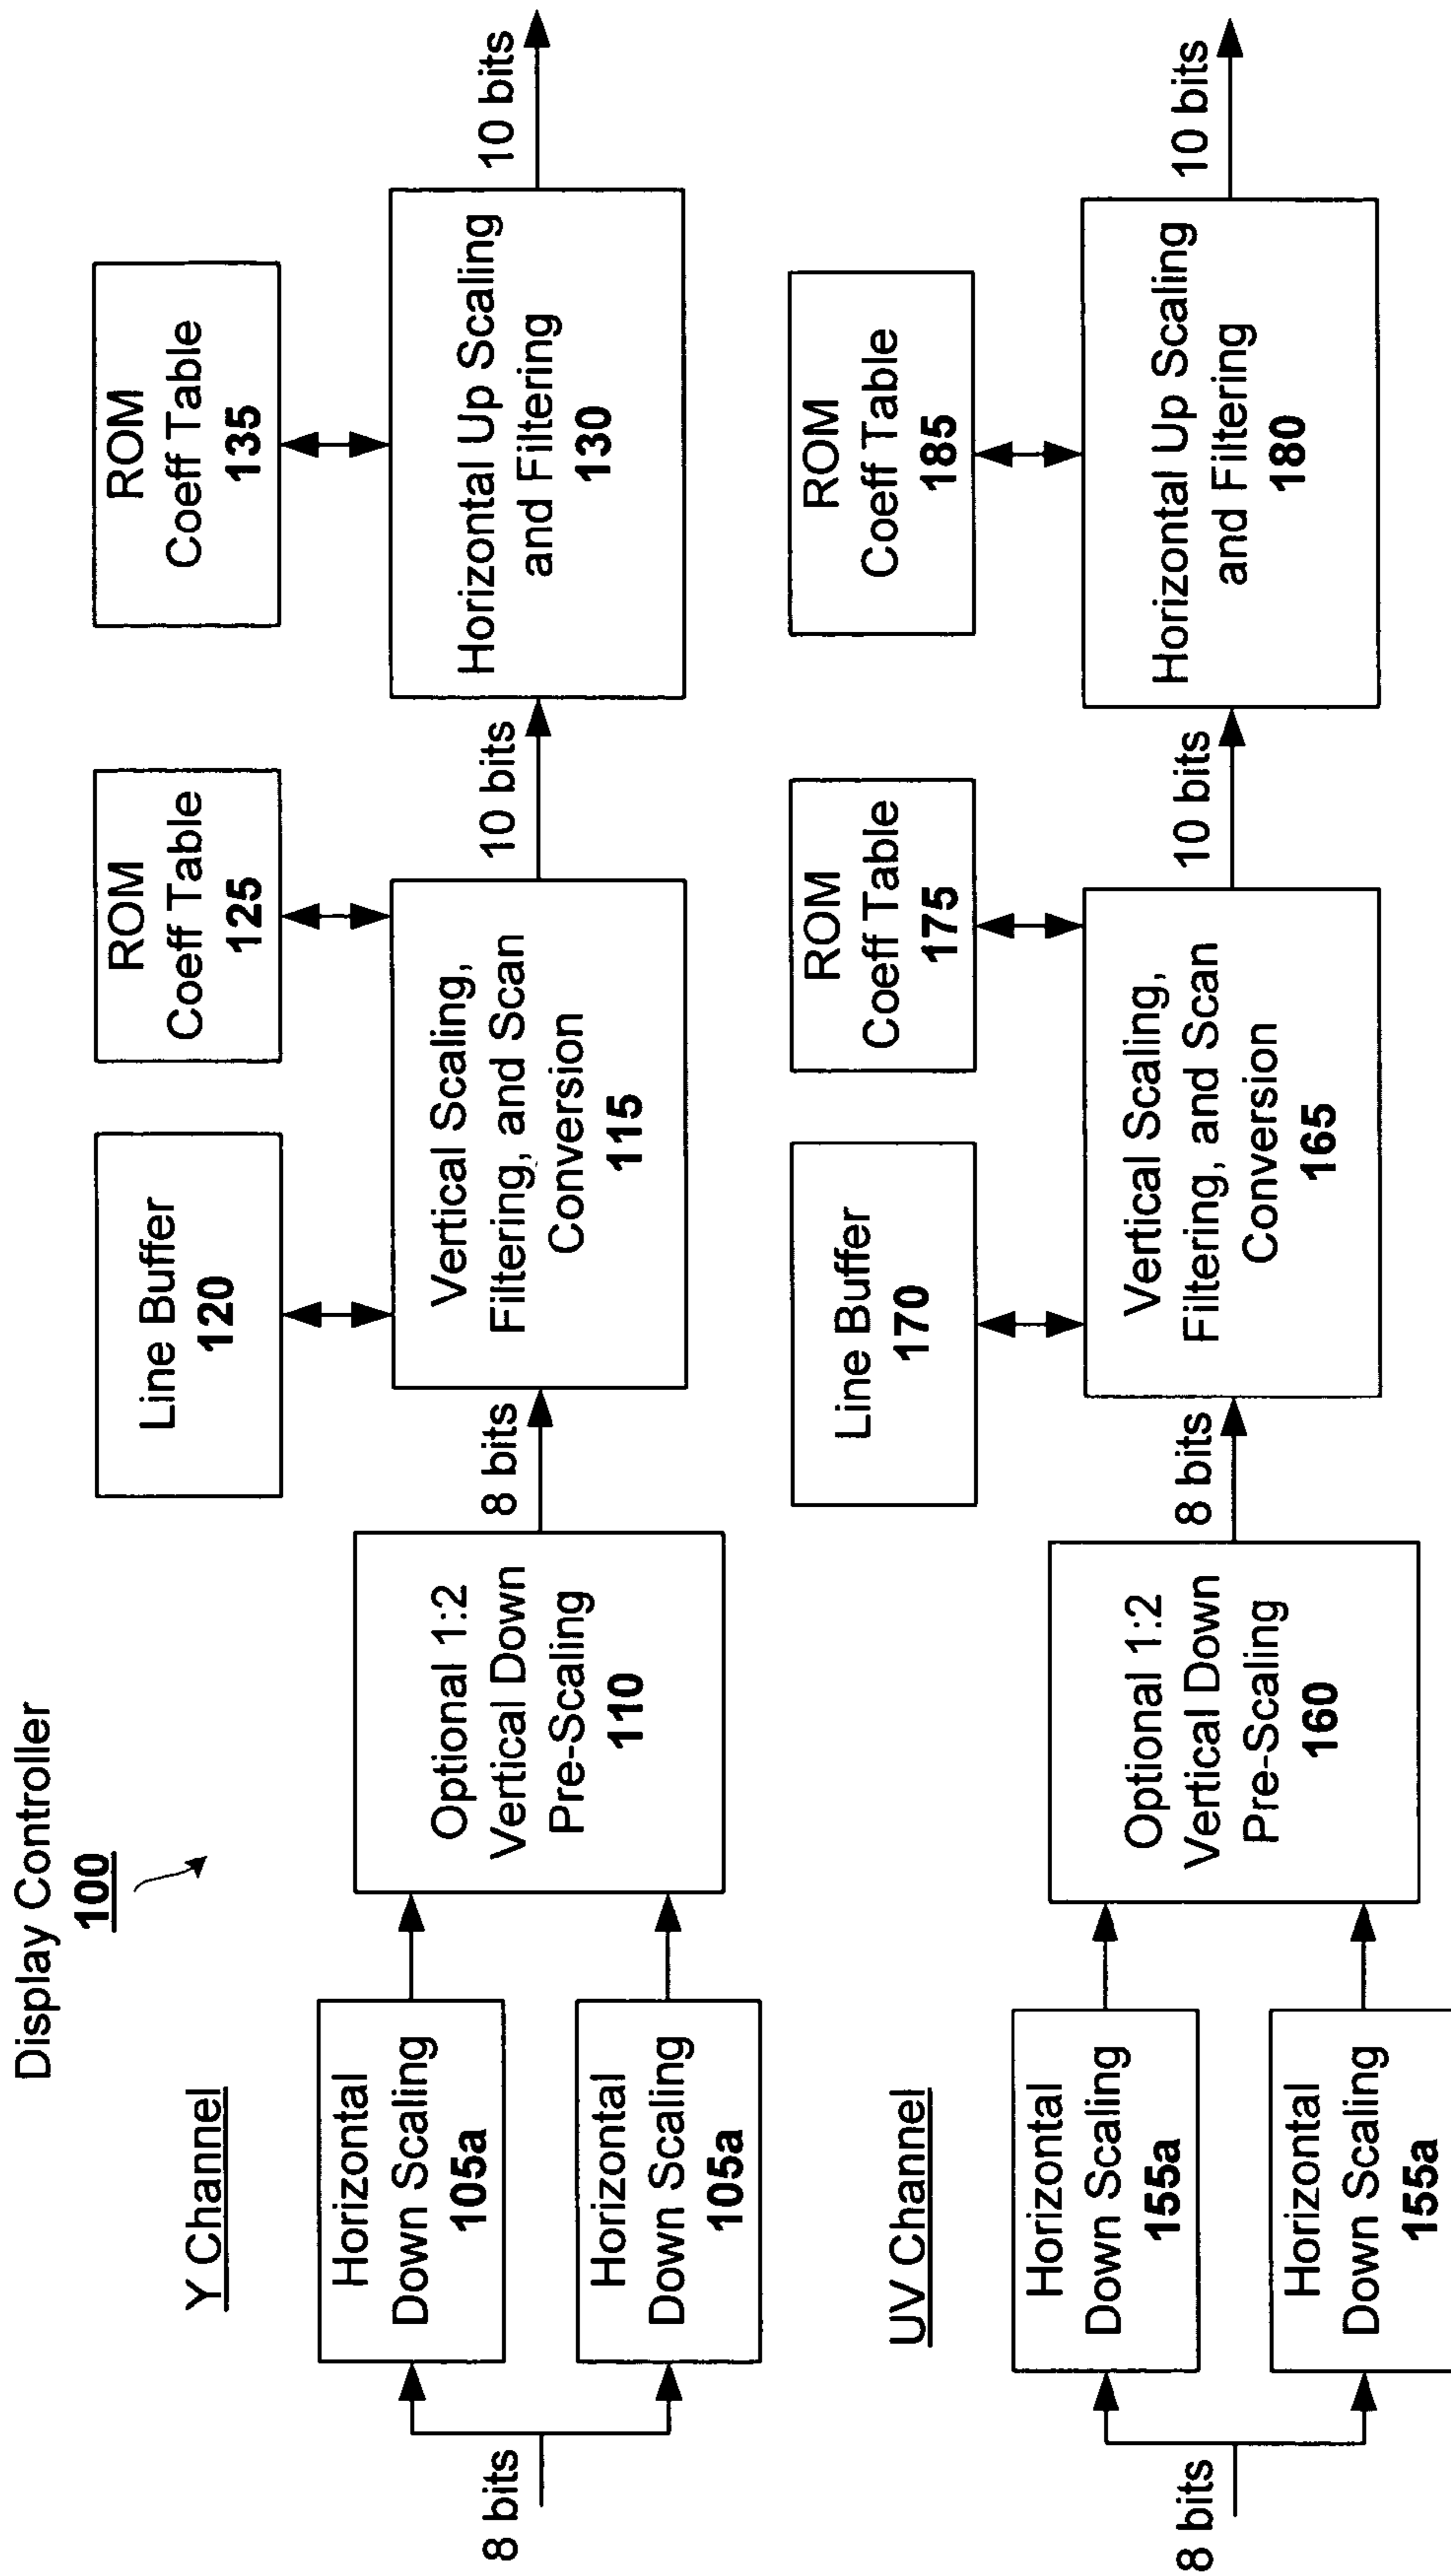 Display Controller
100
Y Channel
8 bits
Horizontal
Down Scaling
105a
Horizontal
Down Scaling
105a
Optional 1:2
Vertical Down
Pre-Scaling
110
8 bits
Line Buffer
120
ROM
Coeff Table
125
Vertical Scaling,
Filtering, and Scan
Conversion
115
10 bits
ROM
Coeff Table
135
Horizontal Up Scaling
and Filtering
130
10 bits
UV Channel
8 bits
Horizontal
Down Scaling
155a
Horizontal
Down Scaling
155a
Optional 1:2
Vertical Down
Pre-Scaling
160
8 bits
Line Buffer
170
ROM
Coeff Table
175
Vertical Scaling,
Filtering, and Scan
Conversion
165
10 bits
ROM
Coeff Table
185
Horizontal Up Scaling
and Filtering
180
10 bits